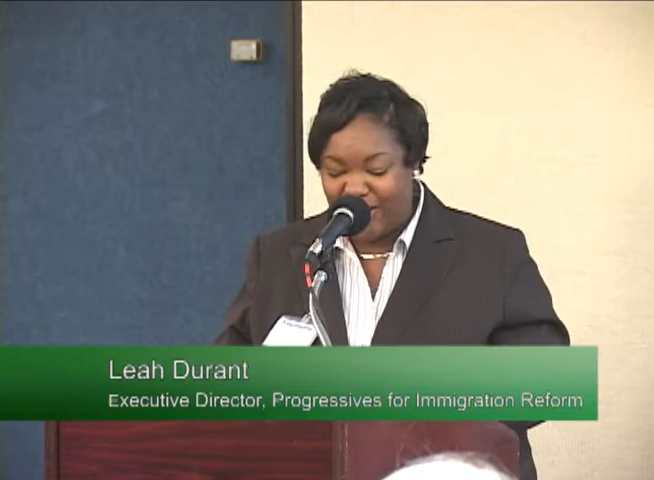 Leah Durant
Executive Director, Progressives for Immigration Reform